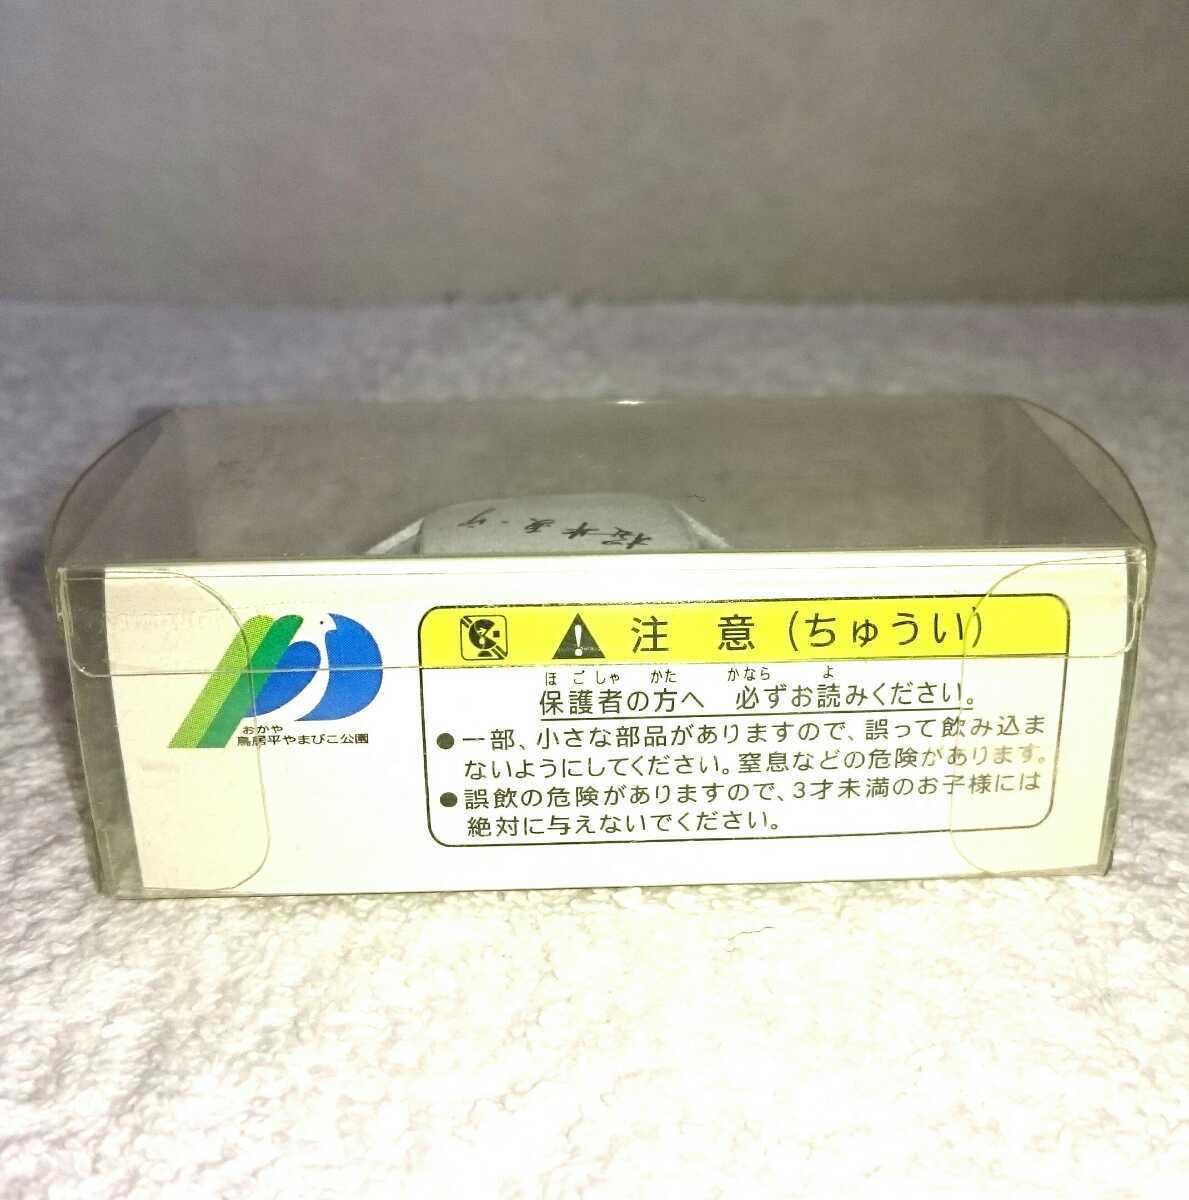 おかや
鳥居平やまびこ公園
注 意 (ちゅうい)
ほ ご しゃ かた かなら よ
保護者の方へ 必ずお読みください。
●一部、小さな部品がありますので、誤って飲み込ま
ないようにしてください。窒息などの危険があります。
●誤飲の危険がありますので、3才未満のお子様には
絶対に与えないでください。